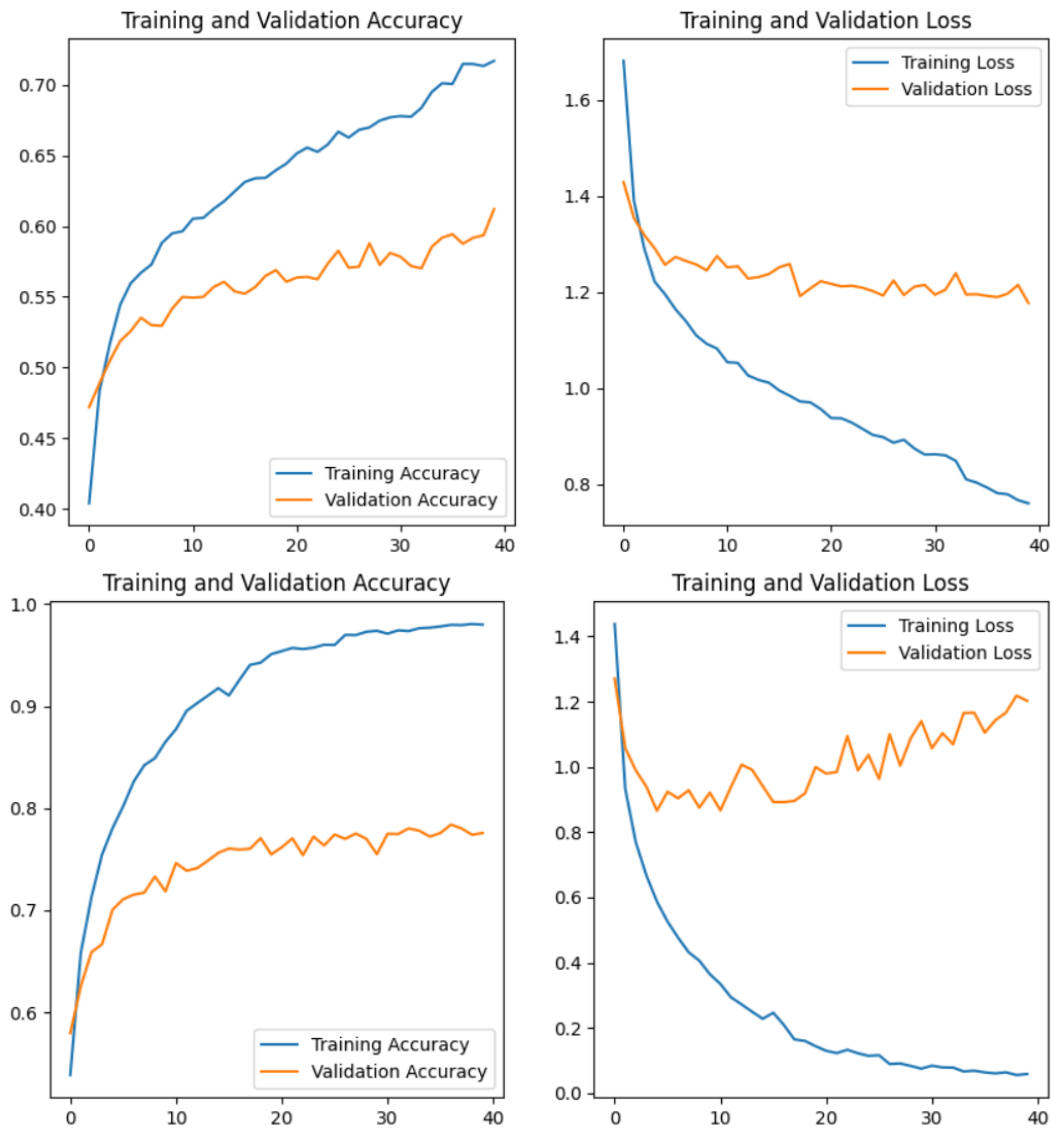 Training and Validation Accuracy
0.70
0.65
0.60
0.55
0.50
0.45
0.40
Training Accuracy
Validation Accuracy
0 10 20 30 40
Training and Validation Loss
1.6
1.4
1.2
1.0
0.8
Training Loss
Validation Loss
0 10 20 30 40
Training and Validation Accuracy
1.0
0.9
0.8
0.7
0.6
Training Accuracy
Validation Accuracy
0 10 20 30 40
Training and Validation Loss
1.4
1.2
1.0
0.8
0.6
0.4
0.2
0.0
Training Loss
Validation Loss
0 10 20 30 40